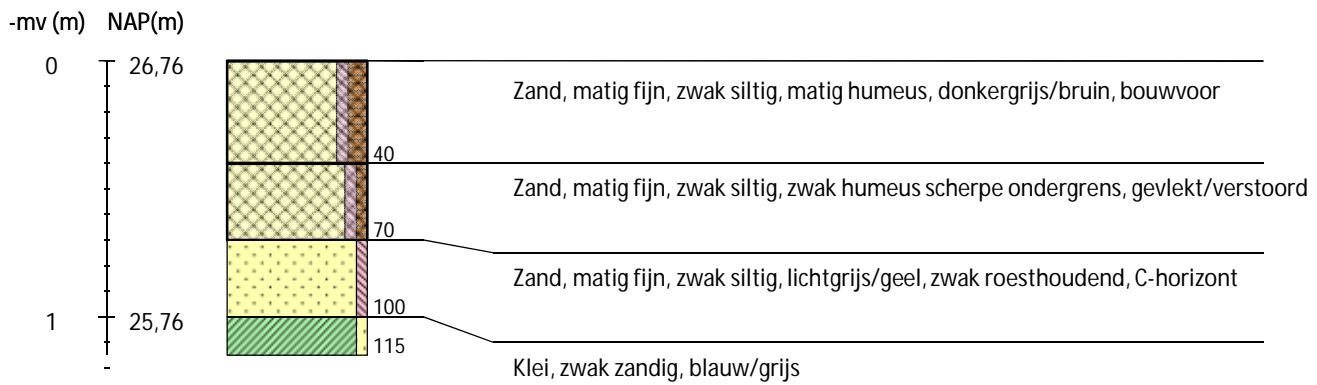 -mv (m) NAP(m)
0 26,76
Zand, matig fijn, zwak siltig, matig humeus, donkergrijs/bruin, bouwvoor
40
Zand, matig fijn, zwak siltig, zwak humeus scherpe ondergrens, gevlekt/verstoord
70
Zand, matig fijn, zwak siltig, lichtgrijs/geel, zwak roesthoudend, C-horizont
100
1 25,76
115
Klei, zwak zandig, blauw/grijs